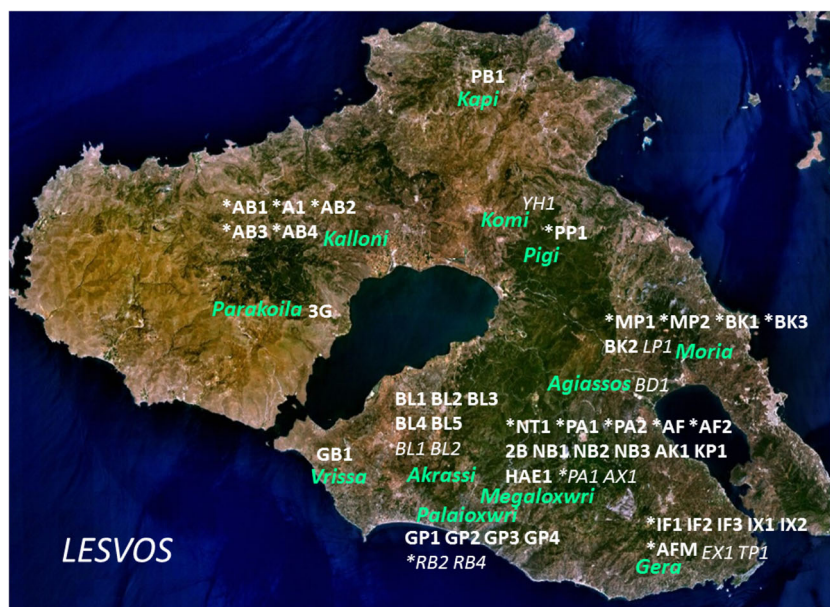 PB1
Kapi
YH1
*AB1 *A1 *AB2
*AB3 *AB4 Kalloni
Komi
*PP1
Pigi
Parakoila 3G
*MP1 *MP2 *BK1 *BK3
BK2 LP1 Moria
Agiassos BD1
BL1 BL2 BL3
BL4 BL5
*BL1 BL2
*NT1 *PA1 *PA2 *AF *AF2
2B NB1 NB2 NB3 AK1 KP1
HAE1 *PA1 AX1
GB1
Vrissa
Akrassi
Megaloxwri
Palaioxwri
GP1 GP2 GP3 GP4
*RB2 RB4
*IF1 IF2 IF3 IX1 IX2
*AFM EX1 TP1
Gera
LESVOS